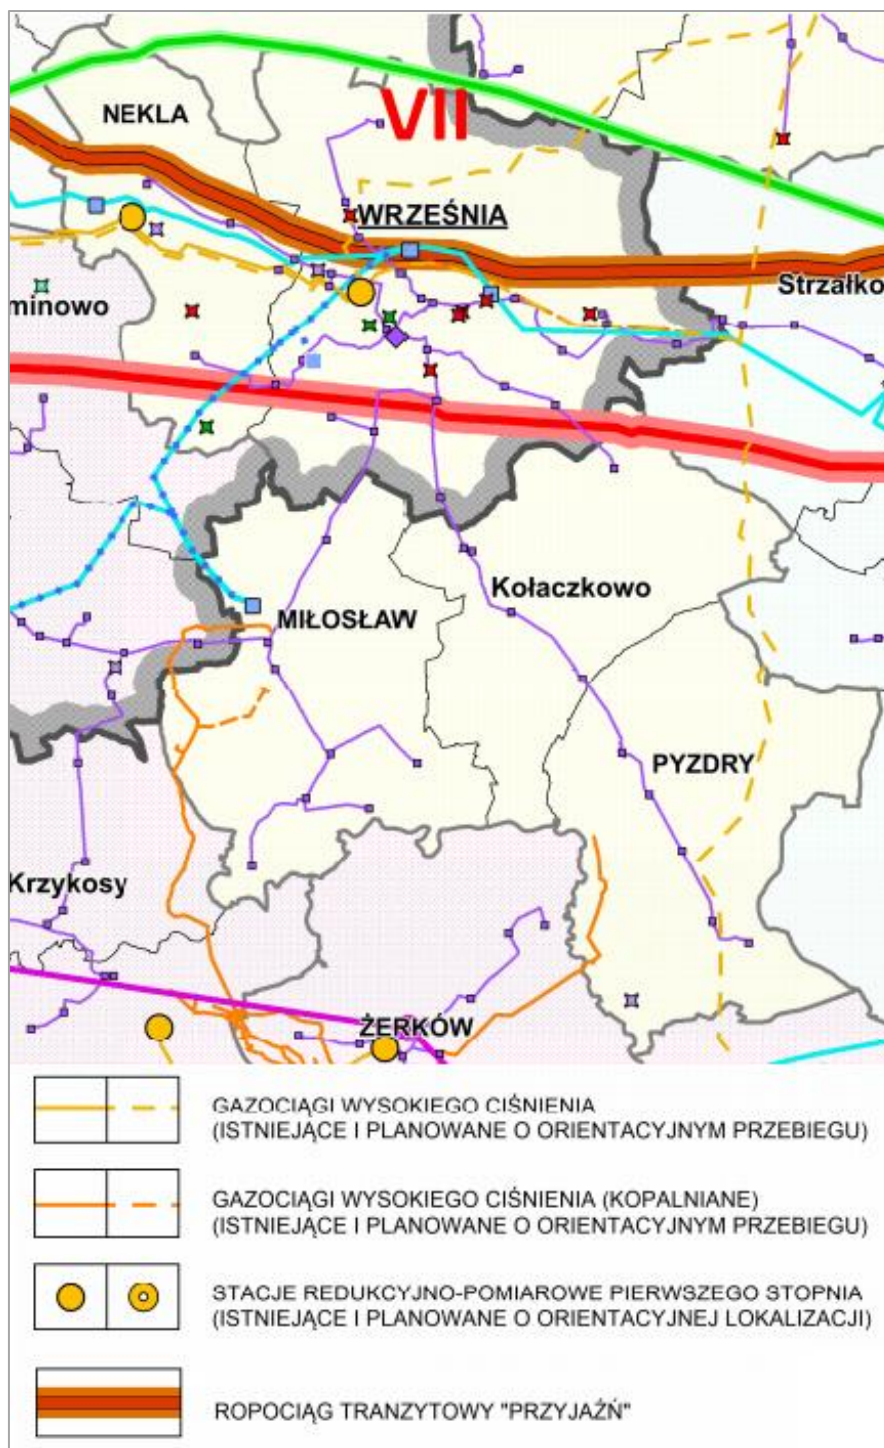 NEKLA
VII
WRZEŚNIA
minowo
Strzałko
Kołaczkowo
MIŁOSŁAW
PYZDRY
Krzykosy
ŻERKÓW
GAZOCIĄGI WYSOKIEGO CIŚNIENIA
(ISTNIEJĄCE I PLANOWANE O ORIENTACYJNYM PRZEBIEGU)
GAZOCIĄGI WYSOKIEGO CIŚNIENIA (KOPALNIANE)
(ISTNIEJĄCE I PLANOWANE O ORIENTACYJNYM PRZEBIEGU)
STACJE REDUKCYJNO-POMIAROWE PIERWSZEGO STOPNIA
(ISTNIEJĄCE I PLANOWANE O ORIENTACYJNEJ LOKALIZACJI)
ROPOCIĄG TRANZYTOWY "PRZYJAŹŃ"